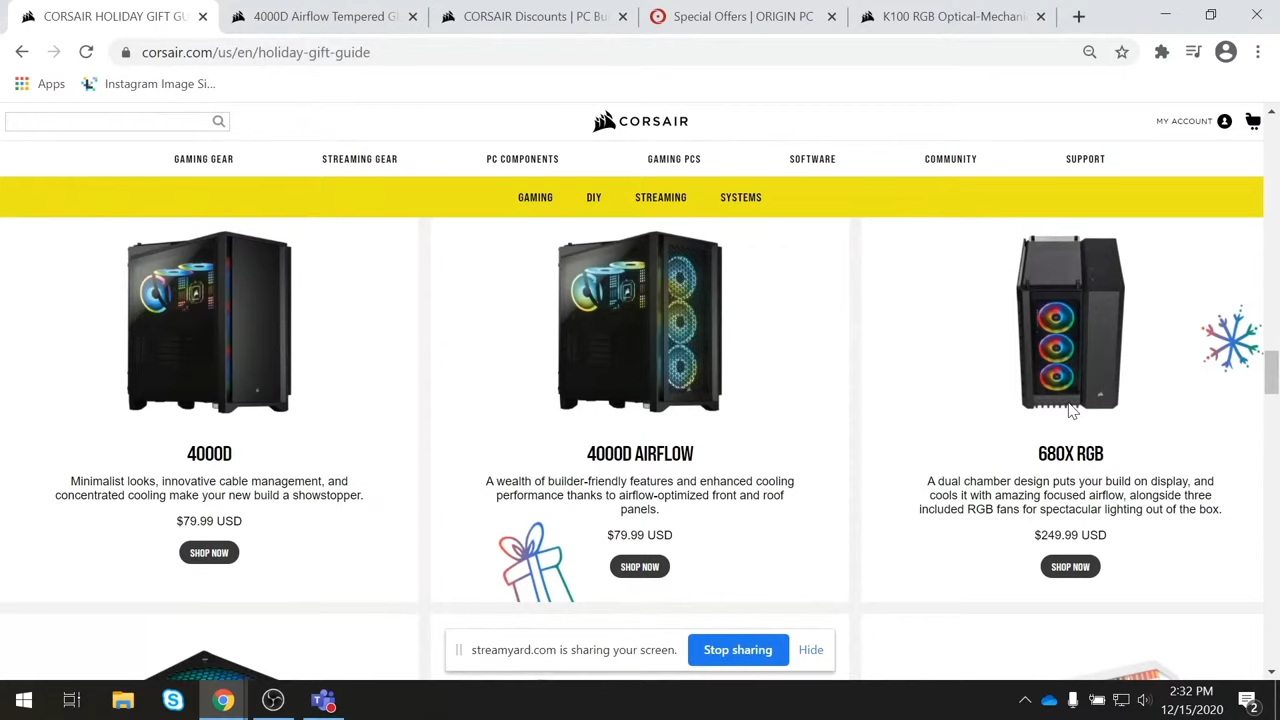 CORSAIR HOLIDAY GIFT GU
4000D Airflow Tempered Gl
CORSAIR Discounts | PC Bu
Special Offers | ORIGIN PC
K100 RGB Optical-Mechani
corsair.com/us/en/holiday-gift-guide
Apps
Instagram Image Si...
CORSAIR
MY ACCOUNT
GAMING GEAR
STREAMING GEAR
PC COMPONENTS
GAMING PCS
SOFTWARE
COMMUNITY
SUPPORT
GAMING
DIY
STREAMING
SYSTEMS
4000D
Minimalist looks, innovative cable management, and
concentrated cooling make your new build a showstopper.
$79.99 USD
SHOP NOW
4000D AIRFLOW
A wealth of builder-friendly features and enhanced cooling
performance thanks to airflow-optimized front and roof
panels.
$79.99 USD
SHOP NOW
680X RGB
A dual chamber design puts your build on display, and
cools it with amazing focused airflow, alongside three
included RGB fans for spectacular lighting out of the box.
$249.99 USD
SHOP NOW
streamyard.com is sharing your screen.
Stop sharing
Hide
2:32 PM
12/15/2020
2